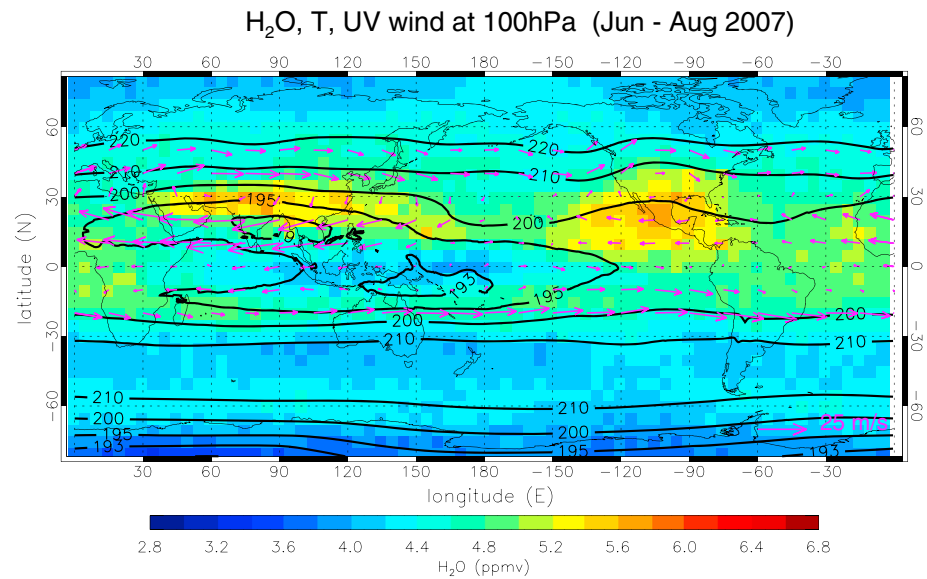 H2O, T, UV wind at 100hPa (Jun - Aug 2007)
30 60 90 120 150 180 −150 −120 −90 −60 −30
60 220 220 220 60
210 210 210
200
30 195 200 200 30
0 0
193
195
200 200 200
−30 210 210 210 −30
−60 210 210 −60
200 200 25 m/s
195 195
193 193
30 60 90 120 150 180 −150 −120 −90 −60 −30
latitude (N)
longitude (E)
2.8 3.2 3.6 4.0 4.4 4.8 5.2 5.6 6.0 6.4 6.8
H2O (ppmv)